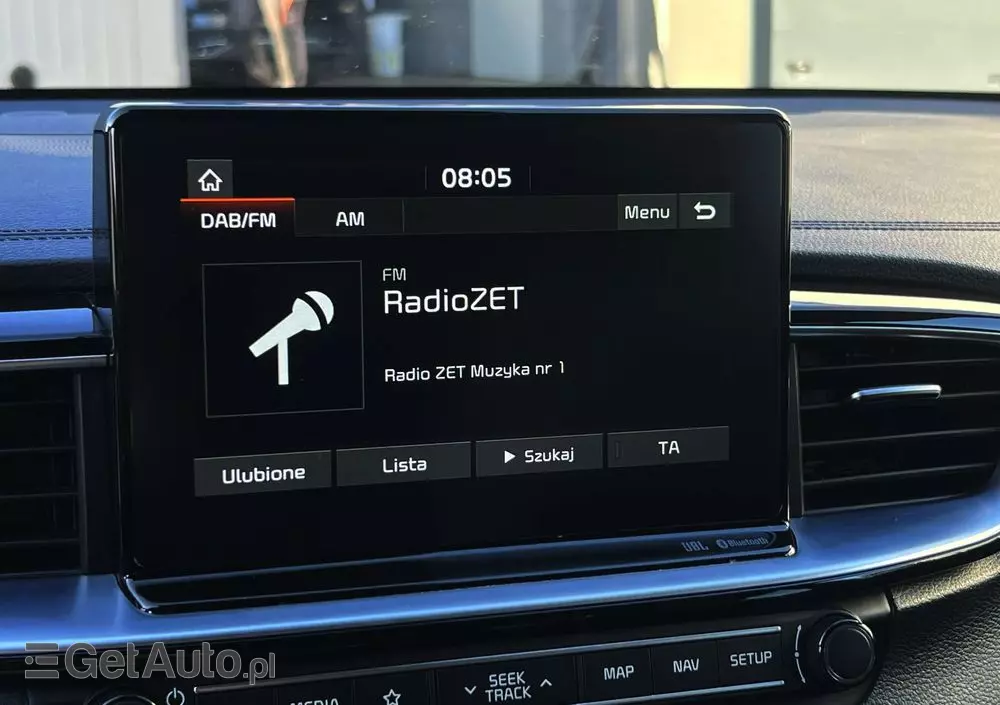 08:05
DAB/FM
AM
Menu
FM
RadioZET
Radio ZET Muzyka nr 1
Ulubione
Lista
Szukaj
TA
JBL Bluetooth
GetAuto.pl
MEDIA
SEEK
TRACK
MAP
NAV
SETUP